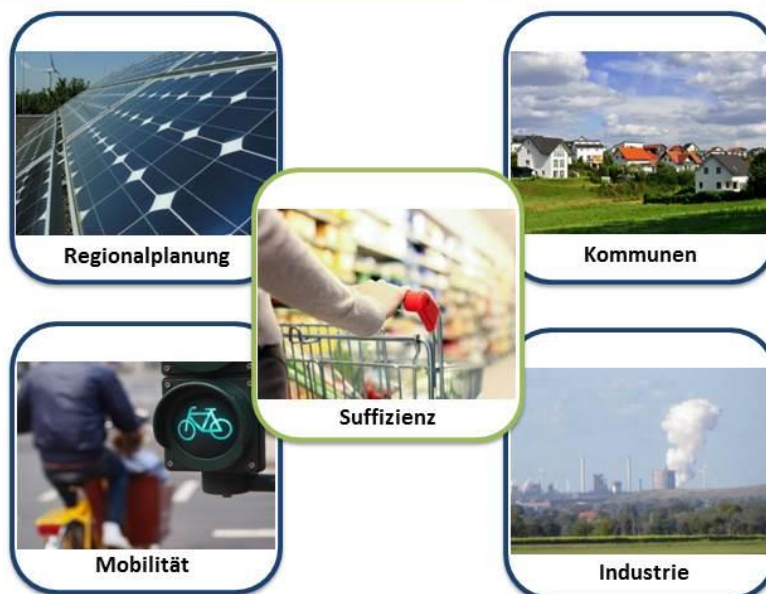 Regionalplanung
Kommunen
Suffizienz
Mobilität
Industrie